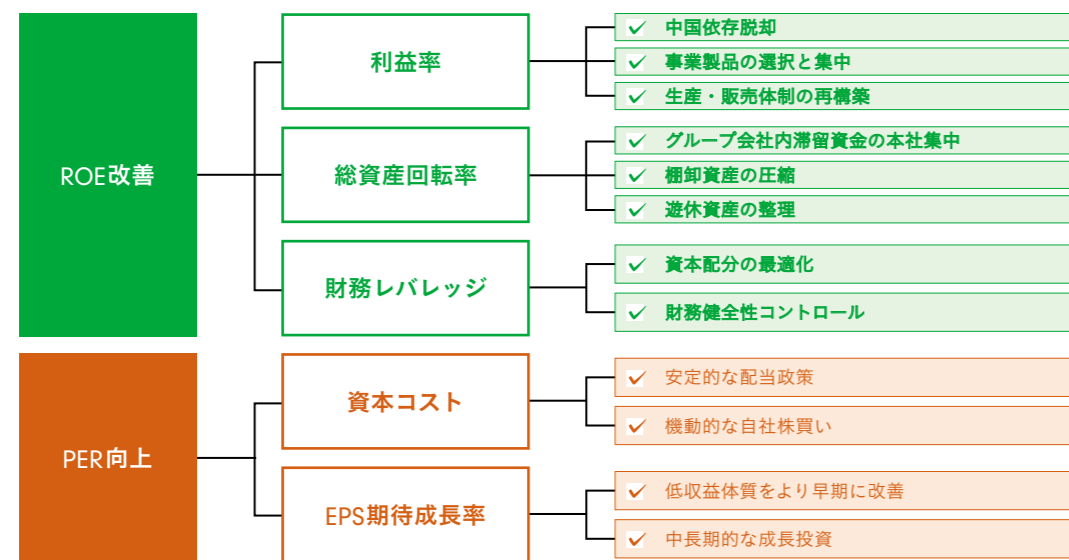 ROE改善
利益率
中国依存脱却
事業製品の選択と集中
生産・販売体制の再構築
総資産回転率
グループ会社内滞留資金の本社集中
棚卸資産の圧縮
遊休資産の整理
財務レバレッジ
資本配分の最適化
財務健全性コントロール
PER向上
資本コスト
安定的な配当政策
機動的な自社株買い
EPS期待成長率
低収益体質をより早期に改善
中長期的な成長投資